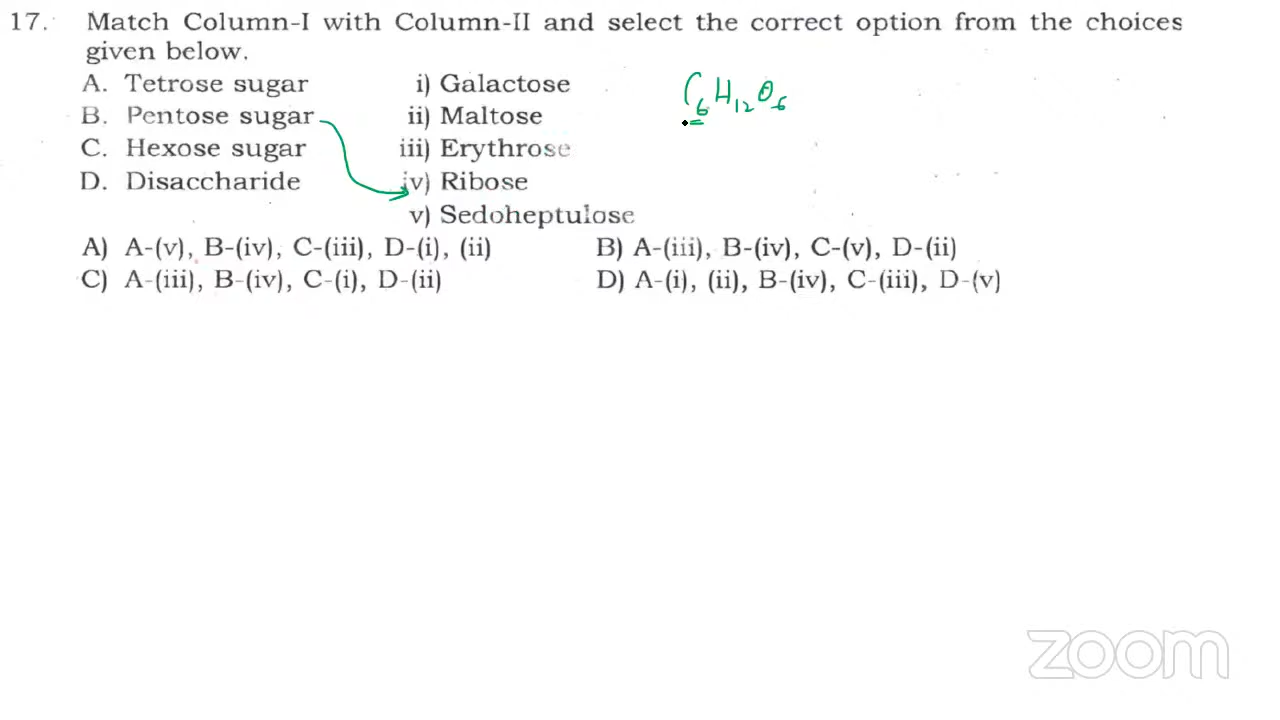 17. Match Column-I with Column-II and select the correct option from the choices
given below.
A. Tetrose sugar i) Galactose C6H12O6
B. Pentose sugar ii) Maltose
C. Hexose sugar iii) Erythrose
D. Disaccharide iv) Ribose
v) Sedoheptulose
A) A-(v), B-(iv), C-(iii), D-(i), (ii) B) A-(iii), B-(iv), C-(v), D-(ii)
C) A-(iii), B-(iv), C-(i), D-(ii) D) A-(i), (ii), B-(iv), C-(iii), D-(v)
zoom